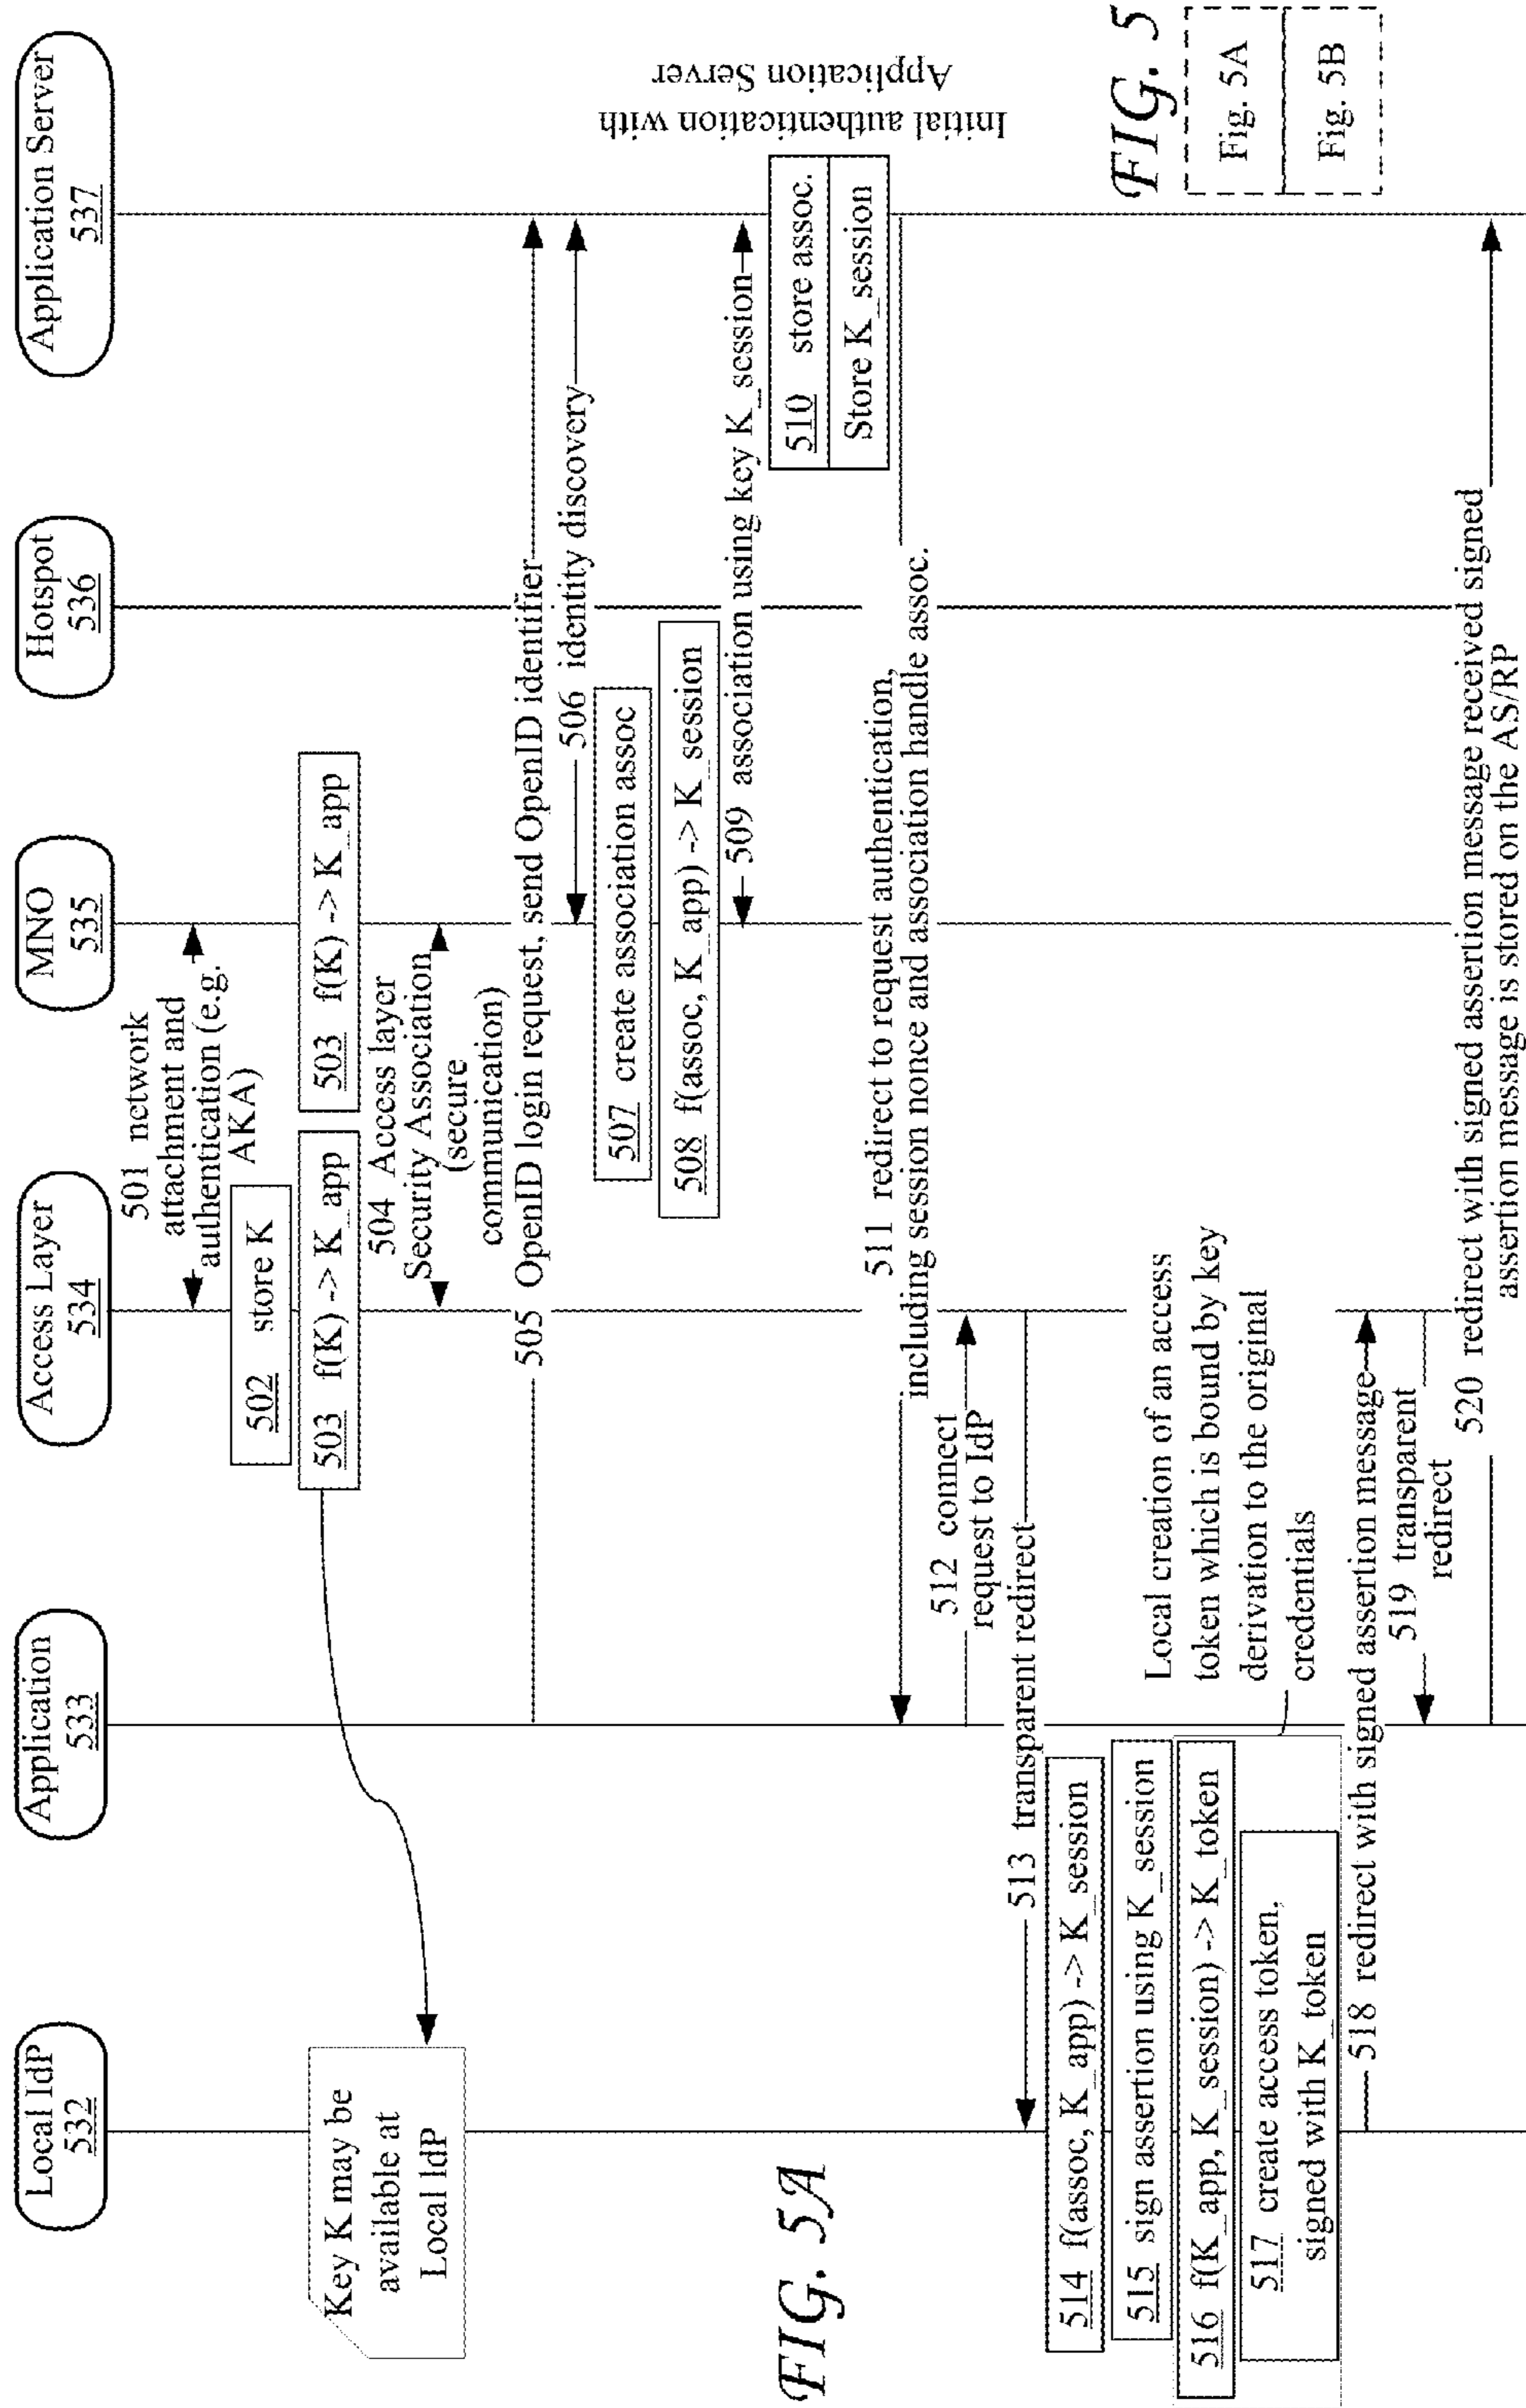 Local IdP
532
Application
533
Access Layer
534
MNO
535
Hotspot
536
Application Server
537
501 network
attachment and
authentication (e.g.
AKA)
502 store K
503 f(K) -> K_app
503 f(K) -> K_app
Key K may be
available at
Local IdP
504 Access layer
Security Association
(secure
communication)
505 OpenID login request, send OpenID identifier
506 identity discovery
507 create association assoc
508 f(assoc, K_app) -> K_session
509 association using key K_session
Initial authentication with
Application Server
510 store assoc.
Store K_session
511 redirect to request authentication,
including session nonce and association handle assoc.
512 connect
request to IdP
513 transparent redirect
514 f(assoc, K_app) -> K_session
515 sign assertion using K_session
516 f(K_app, K_session) -> K_token
517 create access token,
signed with K_token
Local creation of an access
token which is bound by key
derivation to the original
credentials
518 redirect with signed assertion message
519 transparent
redirect
520 redirect with signed assertion message received signed
assertion message is stored on the AS/RP
FIG. 5A
FIG. 5
Fig. 5A
Fig. 5B